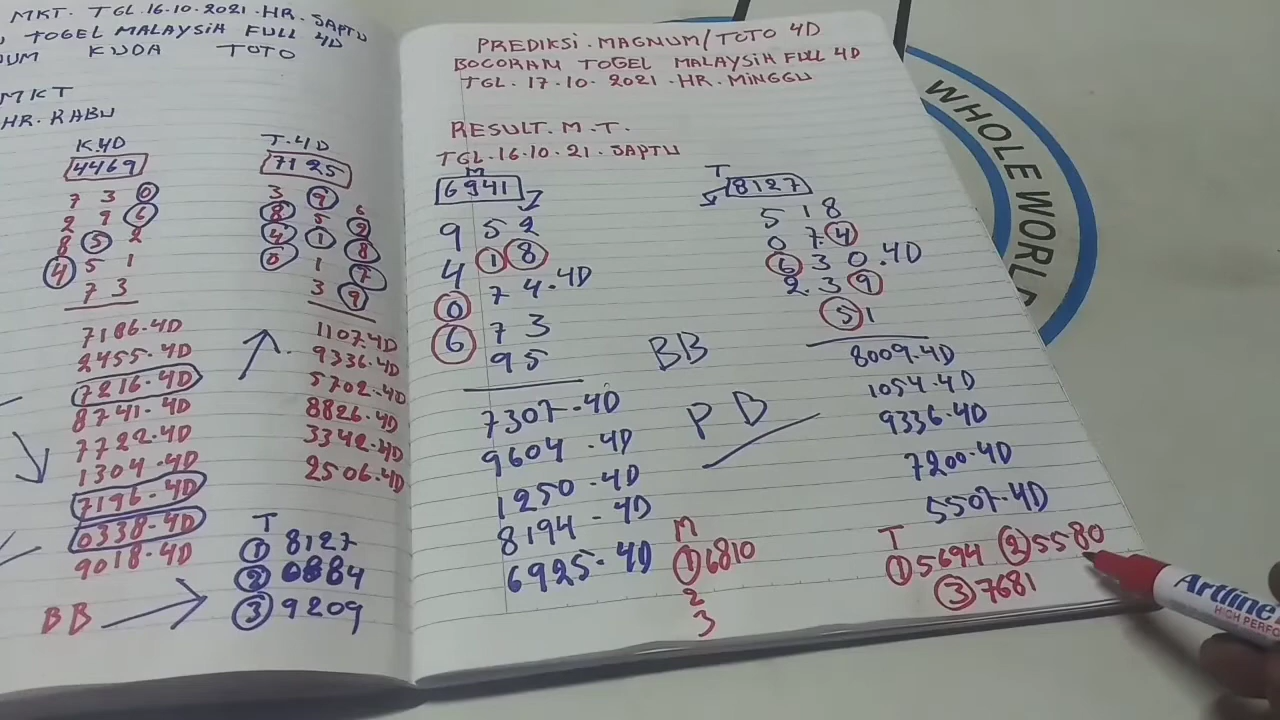 MKT. TGL.16.10.2021.HR.SAPTU
TOGEL MALAYSIA FULL 4D
KUDA TOTO
MKT
HR. RABU
K.4D
4469
7 3 0
2 9 6
8 5 2
4 5 1
7 3
7186.4D
2455.4D
7216.4D
8741.4D
7722.4D
1304.4D
7196.4D
0338.4D
9018.4D
BB
T.4D
7125
3 9
8 5 9
4 1 8
0 1 7
3 9
1107.4D
9336.4D
5702.4D
8826.4D
3342.4D
2506.4D
T
1 8127
2 0884
3 9209
PREDIKSI.MAGNUM/TOTO 4D
BOCORAN TOGEL MALAYSIA FULL 4D
TGL.17.10.2021.HR.MINGGU
RESULT.M.T.
TGL.16.10.21.SAPTU
M
6941
9 5 2
4 1 8
0 7 4.4D
6 7 3
9 5
7307.4D
9604.4D
1250.4D
8194-4D
6925.4D
BB
PB
M
1 6810
2
3
T
8127
5 1 8
0 7 4
6 3 0.4D
2 3 9
5 1
8009.4D
1054.4D
9336.4D
7200.4D
5507.4D
T
1 5694 2 5580
3 7681
WHOLE WORL
Artline
HIGH PERFO